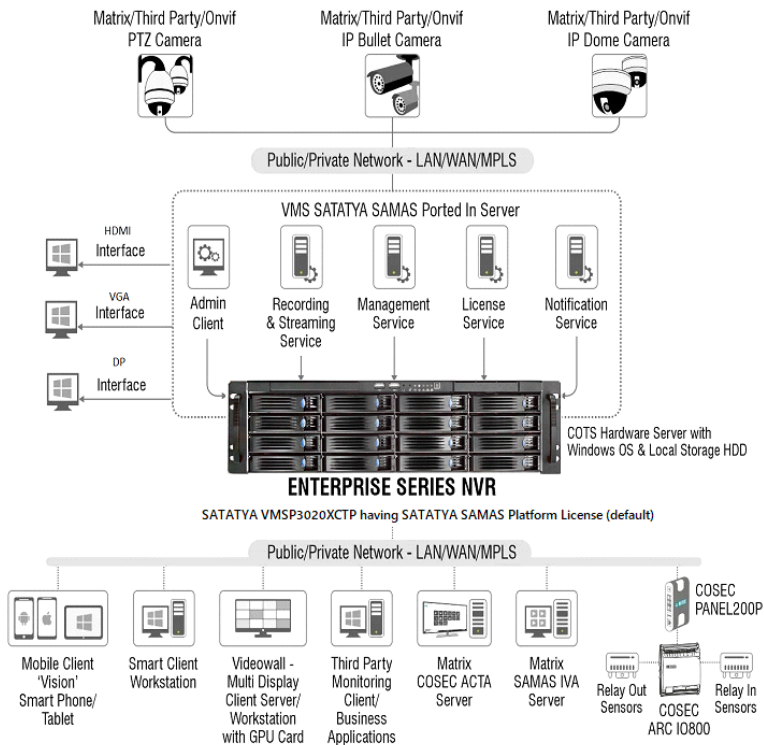 Matrix/Third Party/Onvif
PTZ Camera
Matrix/Third Party/Onvif
IP Bullet Camera
Matrix/Third Party/Onvif
IP Dome Camera
Public/Private Network - LAN/WAN/MPLS
VMS SATATYA SAMAS Ported In Server
HDMI
Interface
VGA
Interface
DP
Interface
Admin
Client
Recording
& Streaming
Service
Management
Service
License
Service
Notification
Service
COTS Hardware Server with
Windows OS & Local Storage HDD
ENTERPRISE SERIES NVR
SATATYA VMSP3020XCTP having SATATYA SAMAS Platform License (default)
Public/Private Network - LAN/WAN/MPLS
Mobile Client
'Vision'
Smart Phone/
Tablet
Smart Client
Workstation
Videowall -
Multi Display
Client Server/
Workstation
with GPU Card
Third Party
Monitoring
Client/
Business
Applications
Matrix
COSEC ACTA
Server
Matrix
SAMAS IVA
Server
COSEC
PANEL200P
Relay Out
Sensors
COSEC
ARC IO800
Relay In
Sensors